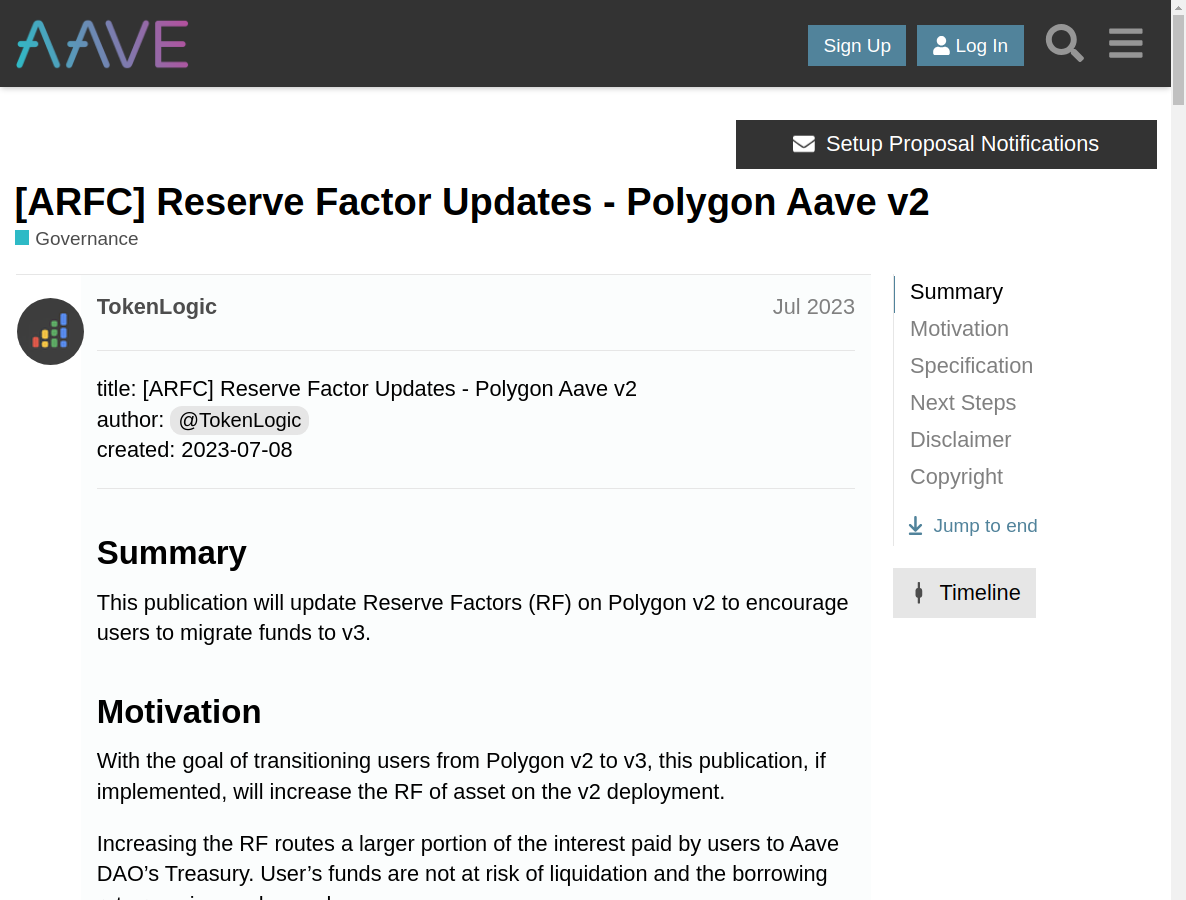 AAVE
Sign Up
Log In
Setup Proposal Notifications
[ARFC] Reserve Factor Updates - Polygon Aave v2
Governance
TokenLogic
Jul 2023
title: [ARFC] Reserve Factor Updates - Polygon Aave v2
author: @TokenLogic
created: 2023-07-08
Summary
This publication will update Reserve Factors (RF) on Polygon v2 to encourage
users to migrate funds to v3.
Motivation
With the goal of transitioning users from Polygon v2 to v3, this publication, if
implemented, will increase the RF of asset on the v2 deployment.
Increasing the RF routes a larger portion of the interest paid by users to Aave
DAO’s Treasury. User’s funds are not at risk of liquidation and the borrowing
Summary
Motivation
Specification
Next Steps
Disclaimer
Copyright
Jump to end
Timeline